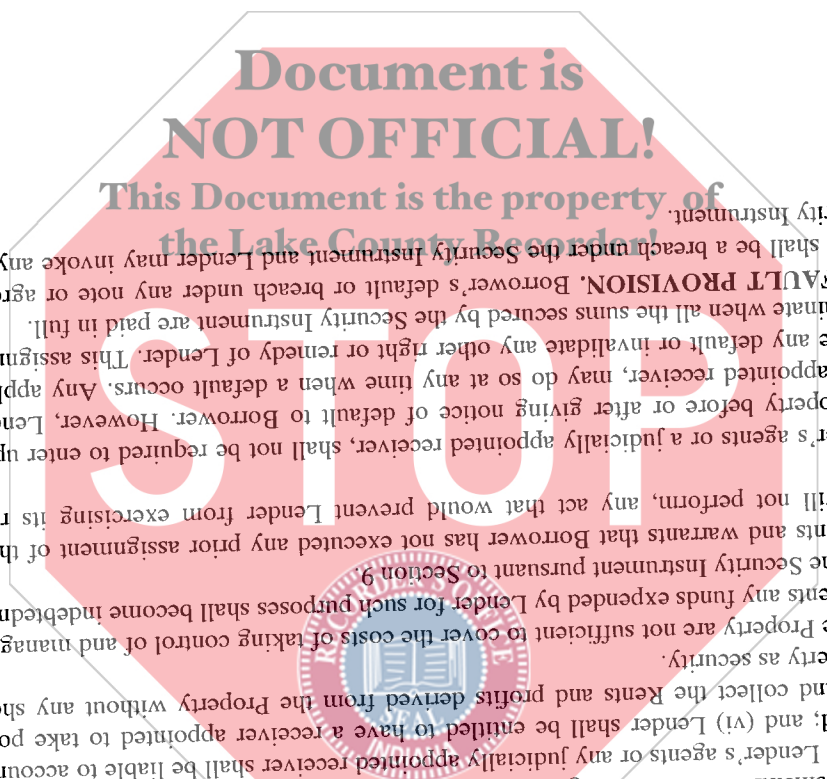 Document is
NOT OFFICIAL!
This Document is the property of
the Lake County Recorder!
STOP
RECORDER'S OFFICE
SEAL
INDIANA
Lender's agents or any judicially appointed receiver shall be liable to accoun
d; and (vi) Lender shall be entitled to have a receiver appointed to take po
nd collect the Rents and profits derived from the Property without any sh
erty as security.
e Property are not sufficient to cover the costs of taking control of and manag
ents any funds expended by Lender for such purposes shall become indebtedn
he Security Instrument pursuant to Section 9.
nts and warrants that Borrower has not executed any prior assignment of th
ill not perform, any act that would prevent Lender from exercising its r
r's agents or a judicially appointed receiver, shall not be required to enter up
operty before or after giving notice of default to Borrower. However, Len
appointed receiver, may do so at any time when a default occurs. Any appl
e any default or invalidate any other right or remedy of Lender. This assign
inate when all the sums secured by the Security Instrument are paid in full.
FAULT PROVISION. Borrower's default or breach under any note or agre
shall be a breach under the Security Instrument and Lender may invoke any
rity Instrument.